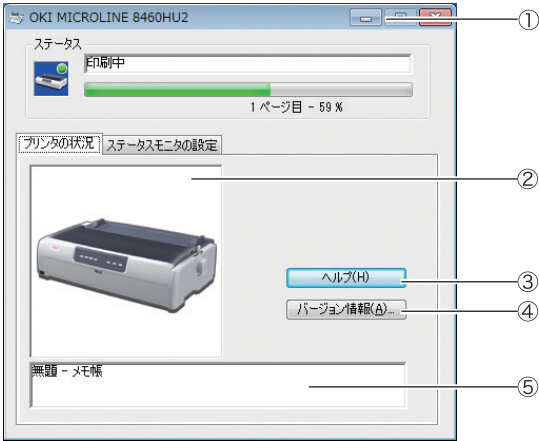 OKI MICROLINE 8460HU2
①
ステータス
印刷中
1 ページ目 - 59 %
プリンタの状況
ステータスモニタの設定
②
ヘルプ(H)
③
バージョン情報(A)...
④
無題 - メモ帳
⑤